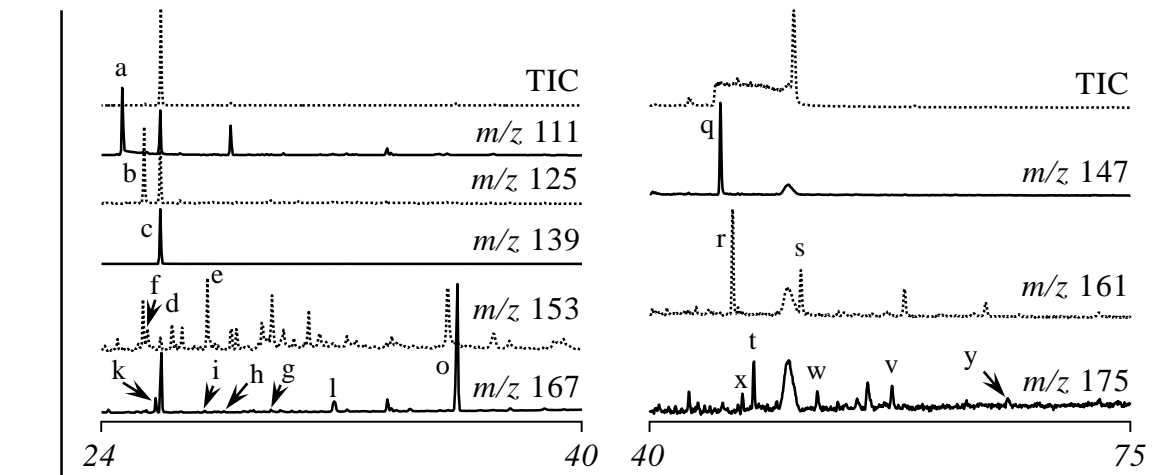 TIC
a
m/z 111
b
m/z 125
c
m/z 139
f
d
e
m/z 153
k
i
h
g
l
o
m/z 167
24
40
TIC
q
m/z 147
r
s
m/z 161
t
x
w
v
y
m/z 175
40
75